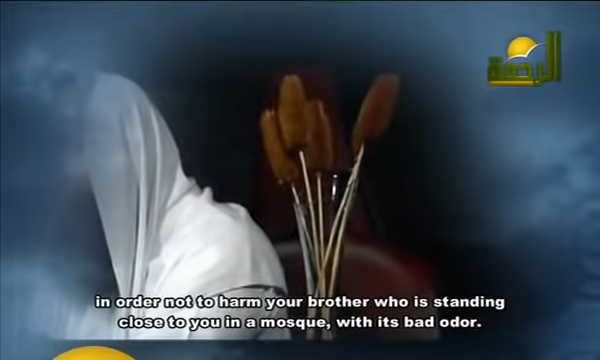 الرحمة
in order not to harm your brother who is standing
close to you in a mosque, with its bad odor.